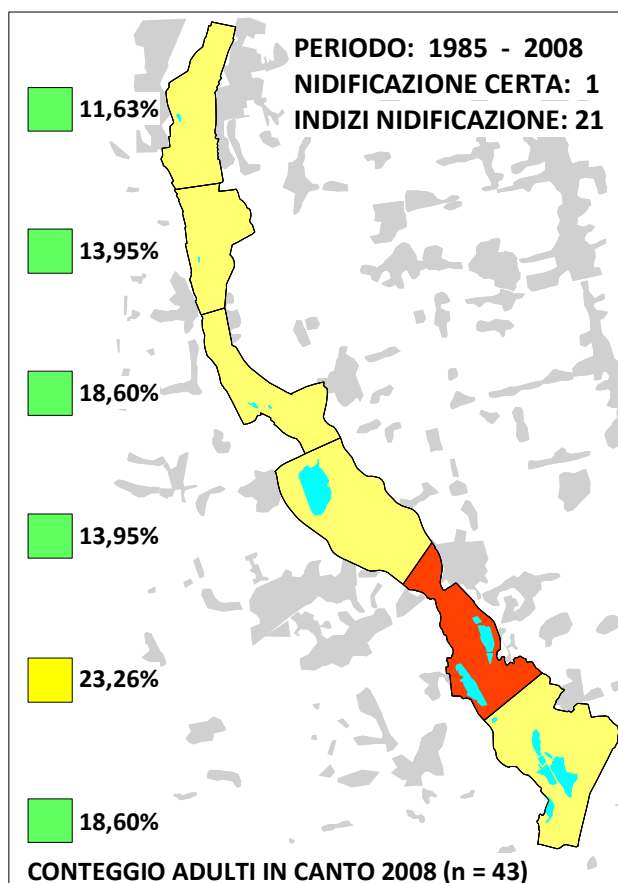 PERIODO: 1985 - 2008
NIDIFICAZIONE CERTA: 1
INDIZI NIDIFICAZIONE: 21
11,63%
13,95%
18,60%
13,95%
23,26%
18,60%
CONTEGGIO ADULTI IN CANTO 2008 (n = 43)